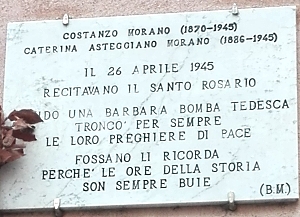 COSTANZO MORANO (1870-1945)
CATERINA ASTEGGIANO MORANO (1886-1945)
IL 26 APRILE 1945
RECITAVANO IL SANTO ROSARIO
UNA BARBARA BOMBA TEDESCA
TRONCO' PER SEMPRE
LE LORO PREGHIERE DI PACE
FOSSANO LI RICORDA
PERCHE' LE ORE DELLA STORIA
SON SEMPRE BUIE
(B.M.)